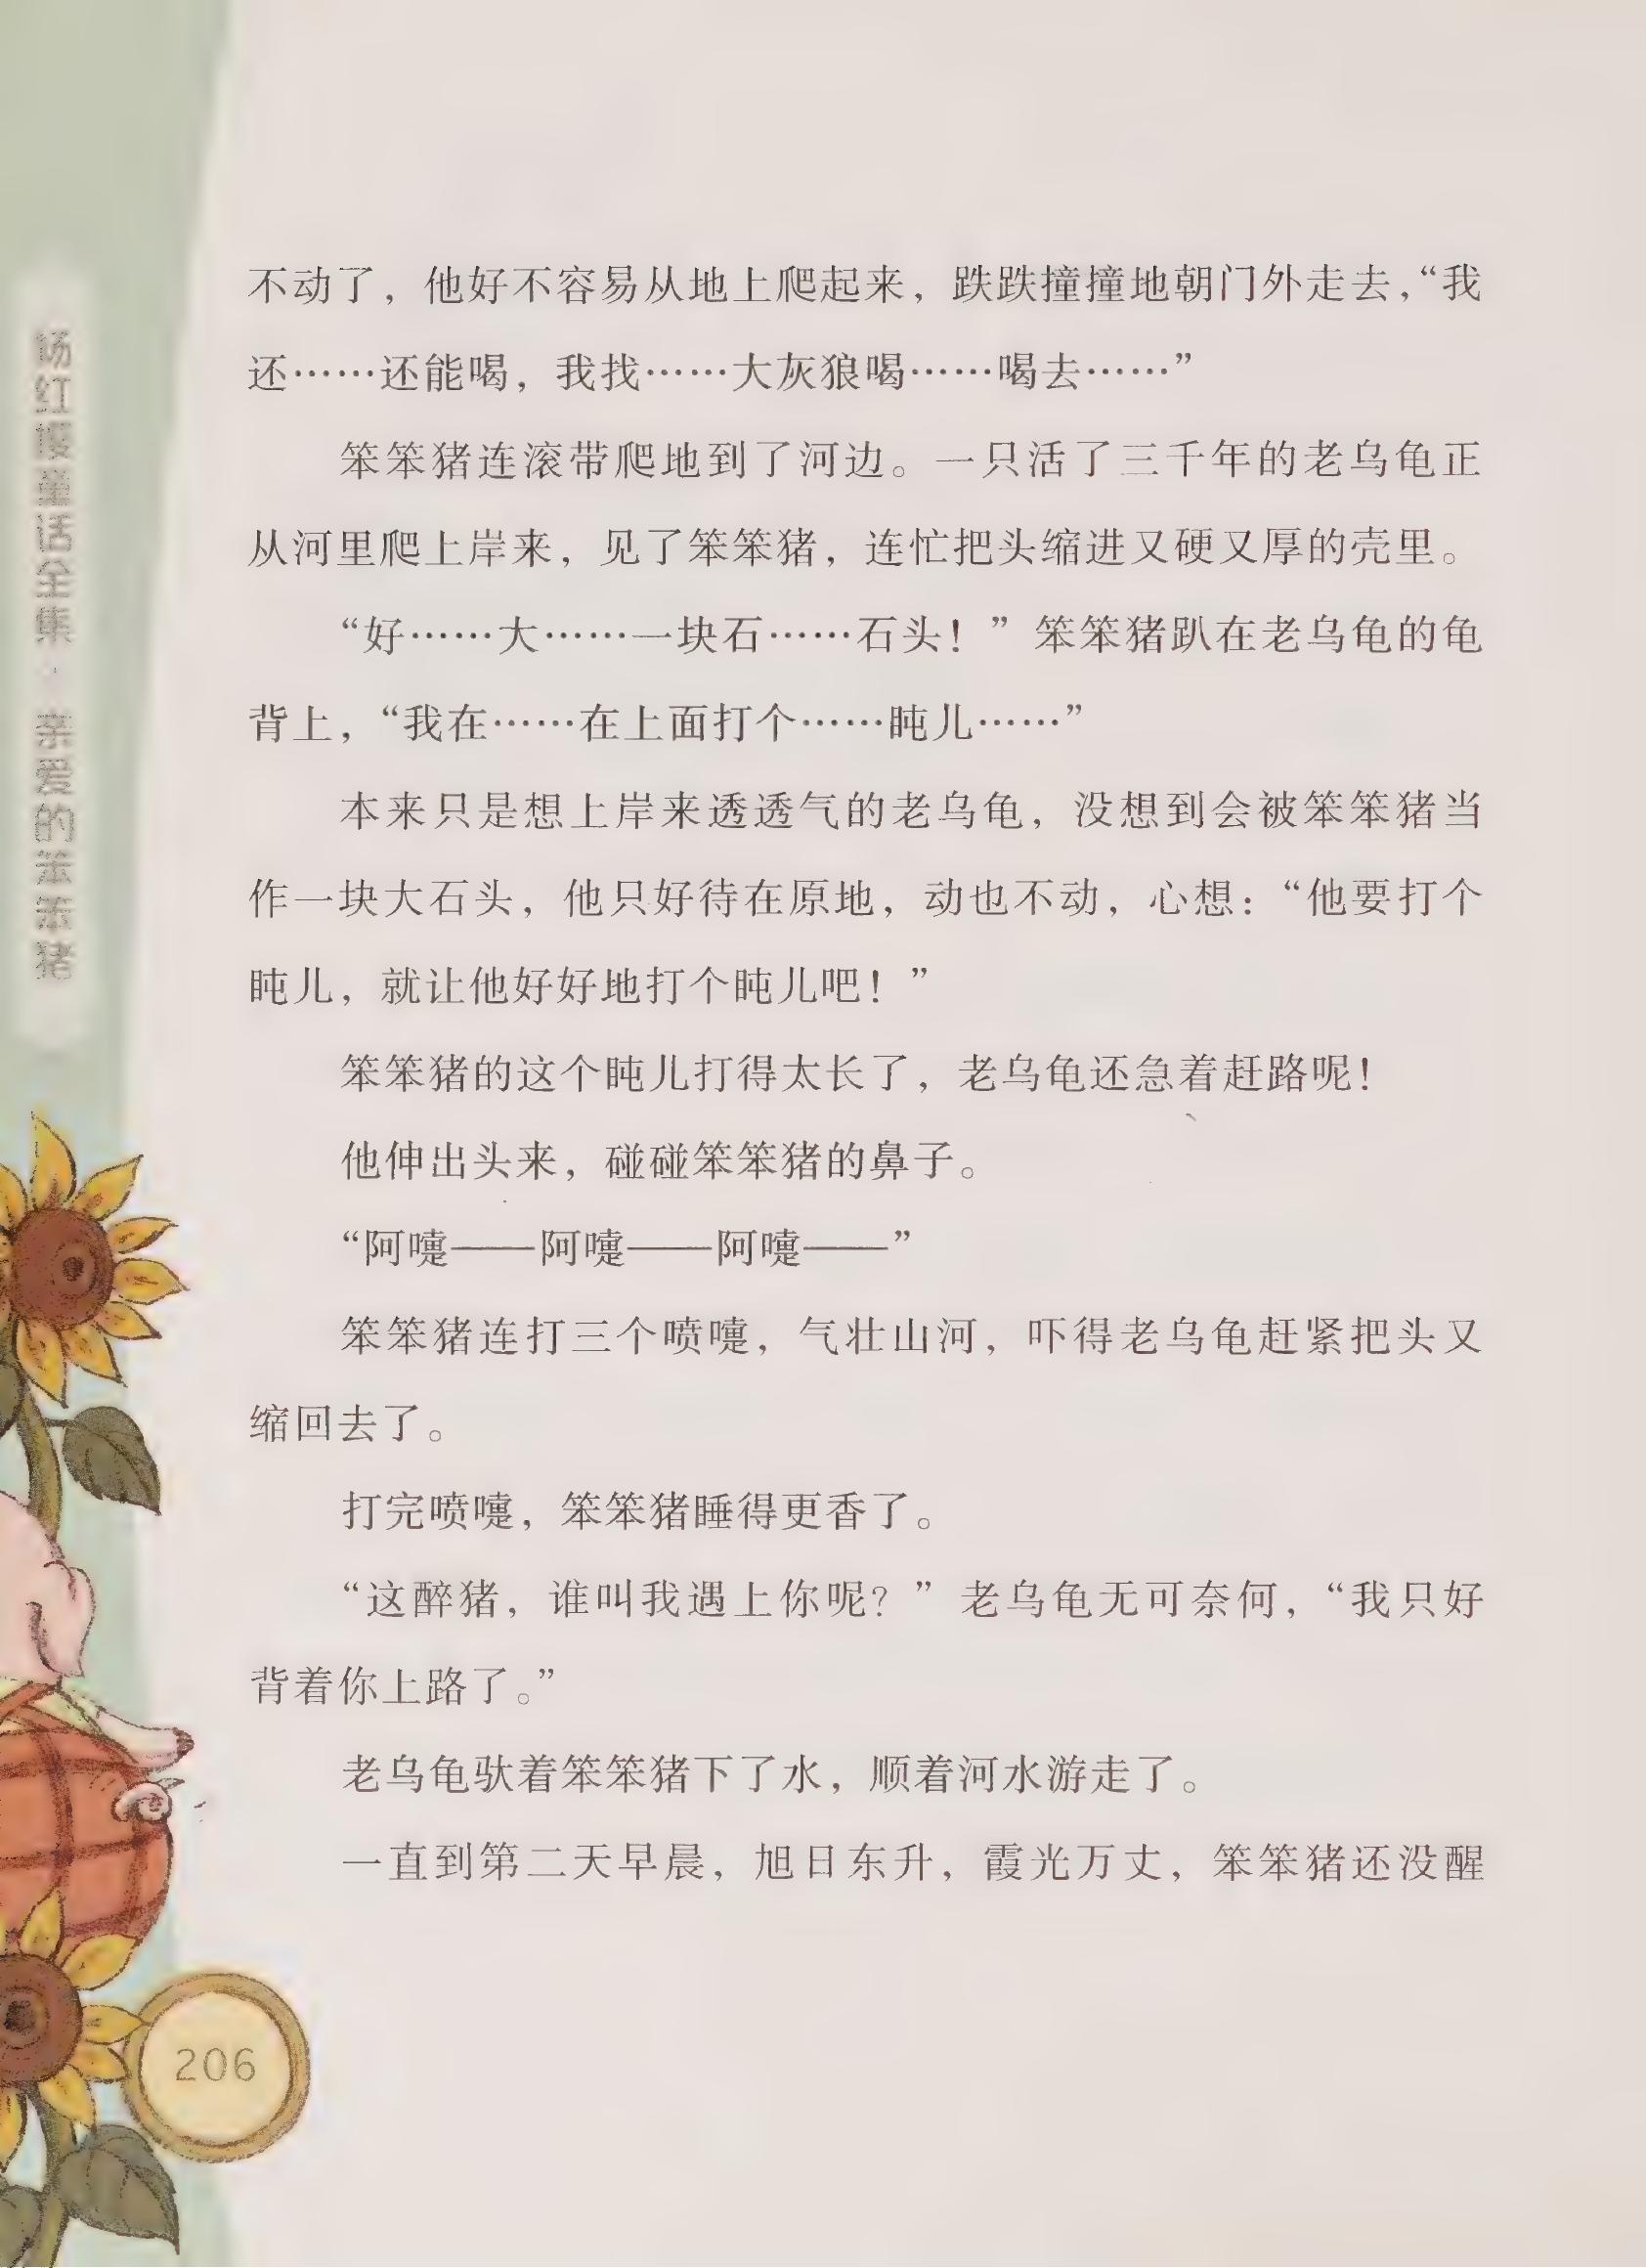 不动了，他好不容易从地上爬起来，跌跌撞撞地朝门外走去，“我
还……还能喝，我找……大灰狼喝……喝去……”
笨笨猪连滚带爬地到了河边。一只活了三千年的老乌龟正
从河里爬上岸来，见了笨笨猪，连忙把头缩进又硬又厚的壳里。
“好……大……一块石……石头！”笨笨猪趴在老乌龟的龟
背上，“我在……在上面打个……盹儿……”
本来只是想上岸来透透气的老乌龟，没想到会被笨笨猪当
作一块大石头，他只好待在原地，动也不动，心想：“他要打个
盹儿，就让他好好地打个盹儿吧！”
笨笨猪的这个盹儿打得太长了，老乌龟还急着赶路呢！
他伸出头来，碰碰笨笨猪的鼻子。
“阿嚏——阿嚏——阿嚏——”
笨笨猪连打三个喷嚏，气壮山河，吓得老乌龟赶紧把头又
缩回去了。
打完喷嚏，笨笨猪睡得更香了。
“这醉猪，谁叫我遇上你呢？”老乌龟无可奈何，“我只好
背着你上路了。”
老乌龟驮着笨笨猪下了水，顺着河水游走了。
一直到第二天早晨，旭日东升，霞光万丈，笨笨猪还没醒
杨红樱童话全集·亲爱的笨笨猪
206